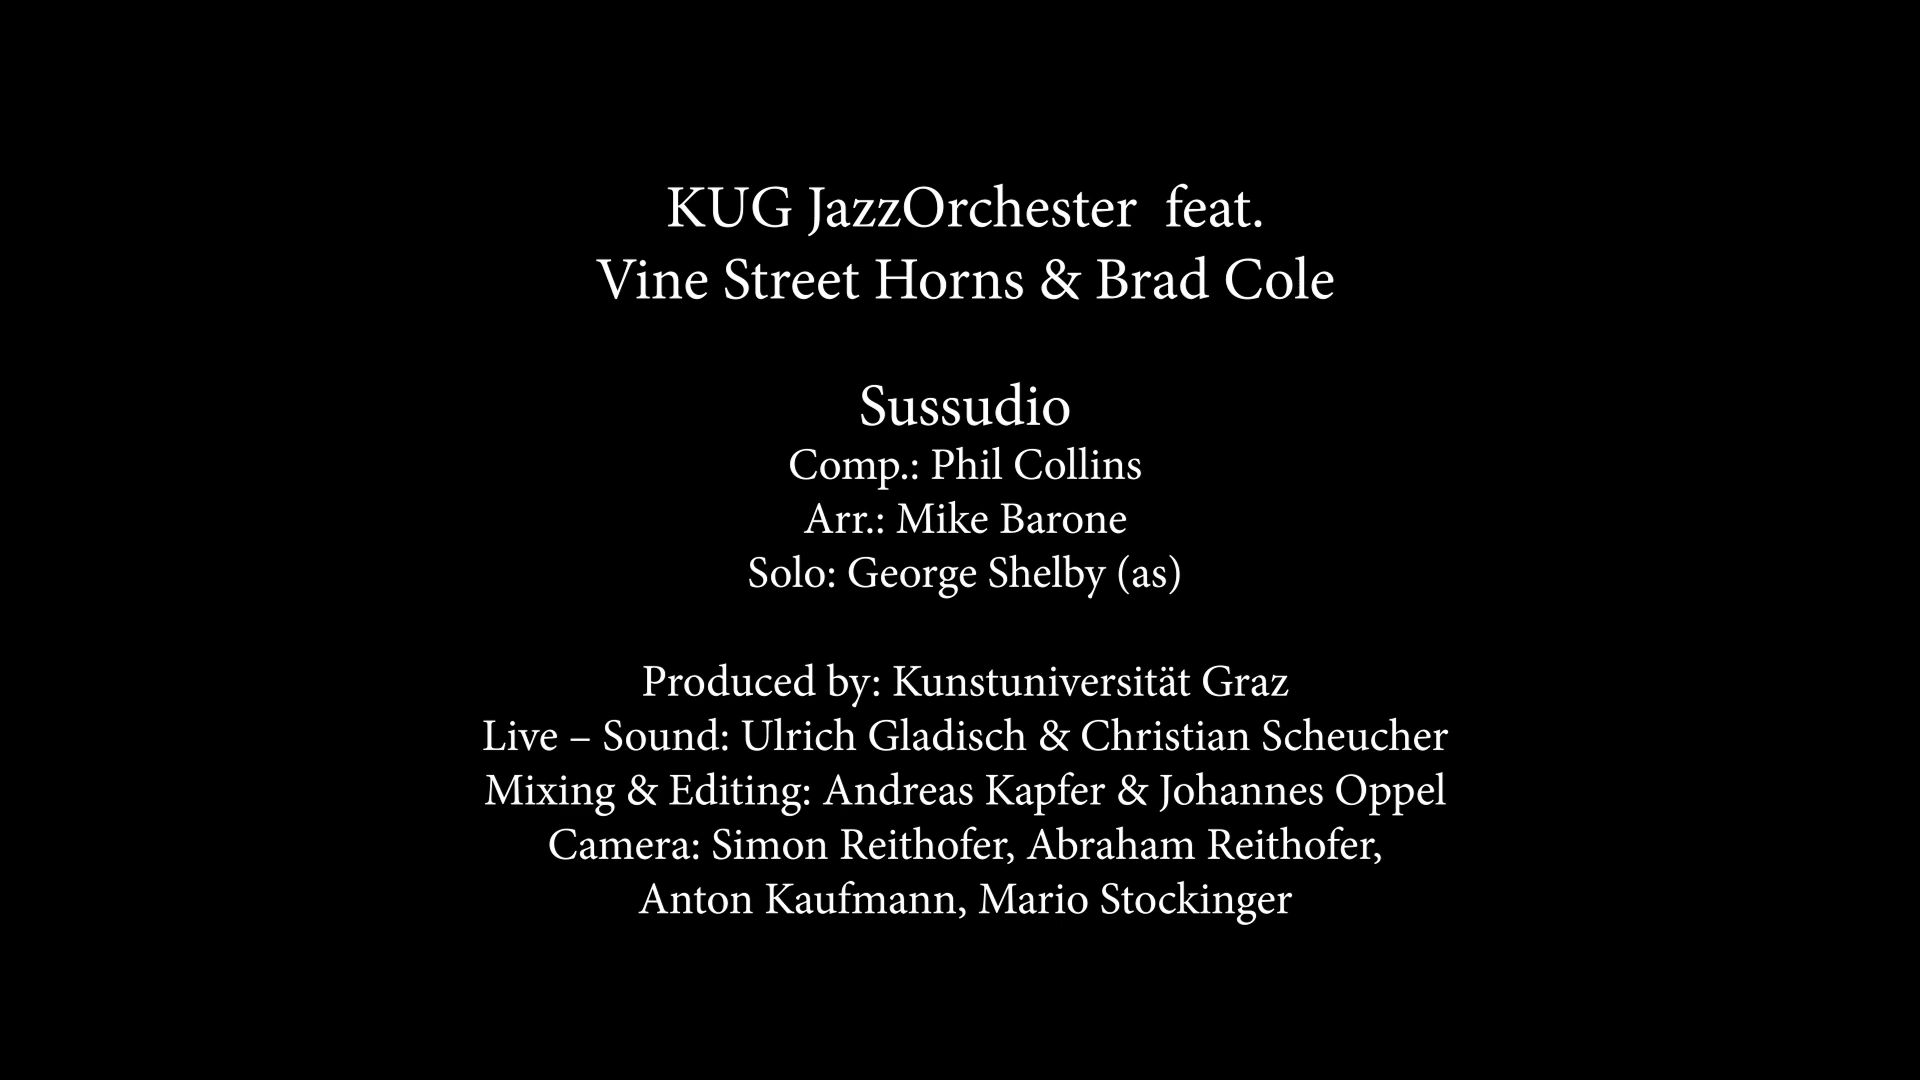 KUG JazzOrchester  feat.
Vine Street Horns & Brad Cole
Sussudio
Comp.: Phil Collins
Arr.: Mike Barone
Solo: George Shelby (as)
Produced by: Kunstuniversität Graz
Live – Sound: Ulrich Gladisch & Christian Scheucher
Mixing & Editing: Andreas Kapfer & Johannes Oppel
Camera: Simon Reithofer, Abraham Reithofer,
Anton Kaufmann, Mario Stockinger